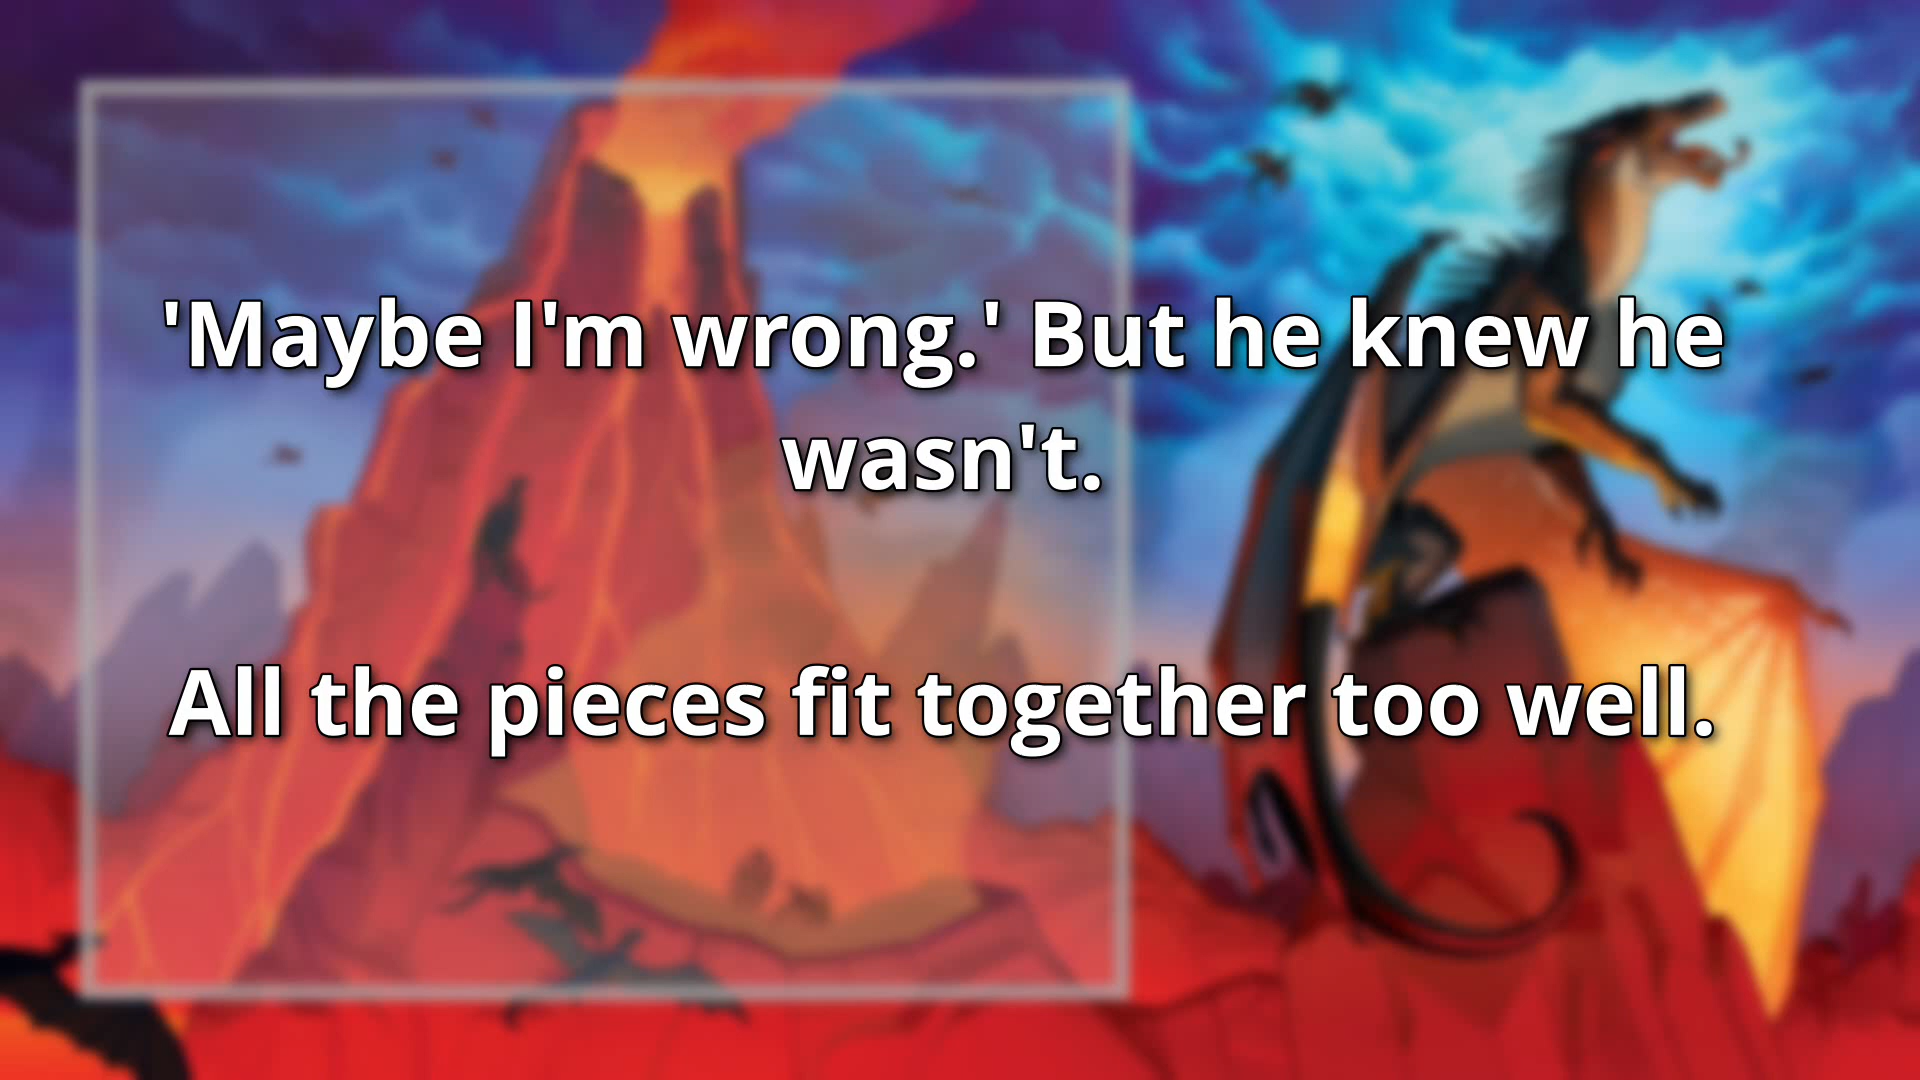 'Maybe I'm wrong.' But he knew he
wasn't.
All the pieces fit together too well.